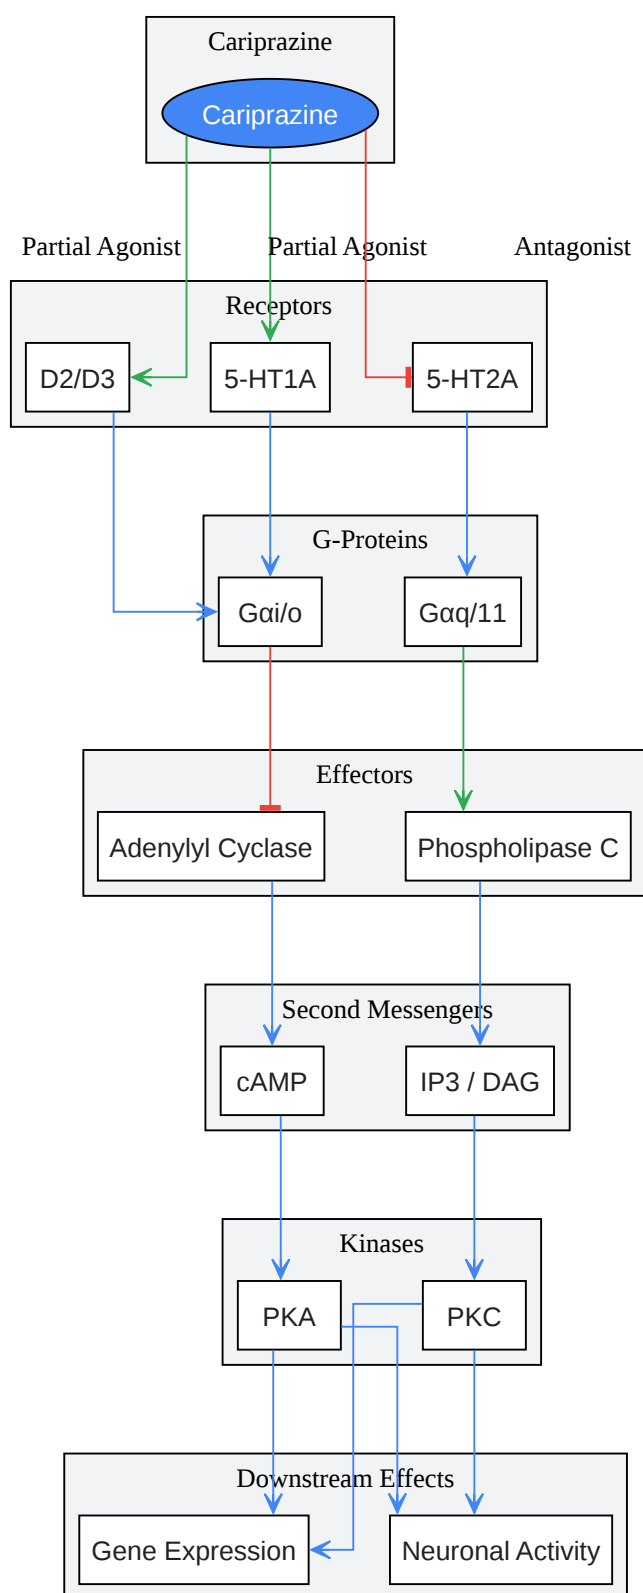 Cariprazine
Cariprazine
Partial Agonist
Partial Agonist
Antagonist
Receptors
D2/D3
5-HT1A
5-HT2A
G-Proteins
Gαi/o
Gαq/11
Effectors
Adenylyl Cyclase
Phospholipase C
Second Messengers
cAMP
IP3 / DAG
Kinases
PKA
PKC
Downstream Effects
Gene Expression
Neuronal Activity